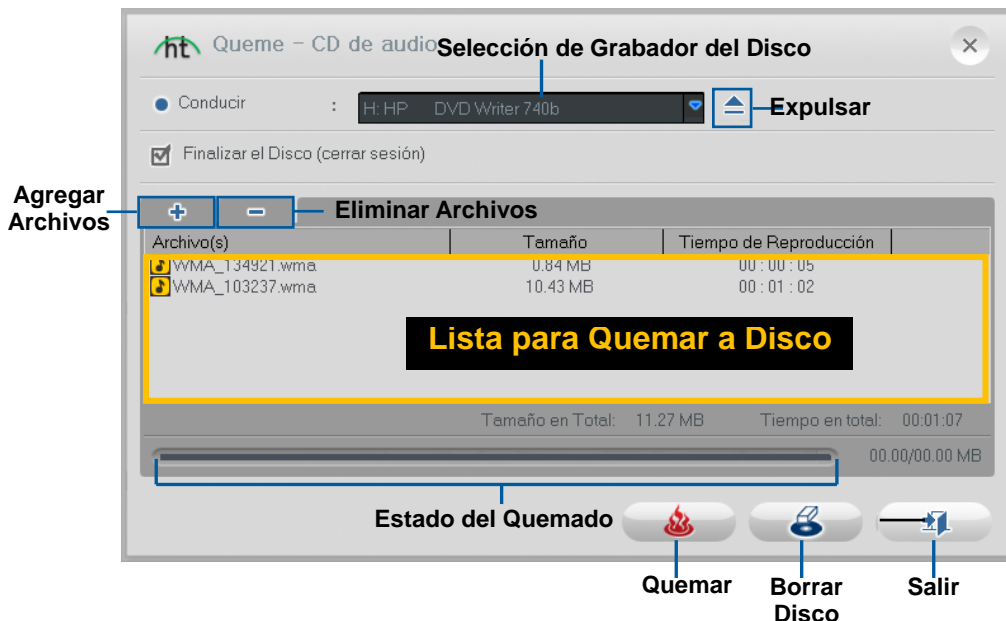 ht Queme – CD de audio
Selección de Grabador del Disco
Conducir : H: HP DVD Writer 740b
Expulsar
Finalizar el Disco (cerrar sesión)
Agregar
Archivos
Eliminar Archivos
Archivo(s) Tamaño Tiempo de Reproducción
WMA_134921.wma 0.84 MB 00 : 00 : 05
WMA_103237.wma 10.43 MB 00 : 01 : 02
Lista para Quemar a Disco
Tamaño en Total: 11.27 MB Tiempo en total: 00:01:07
00.00/00.00 MB
Estado del Quemado
Quemar
Borrar
Disco
Salir